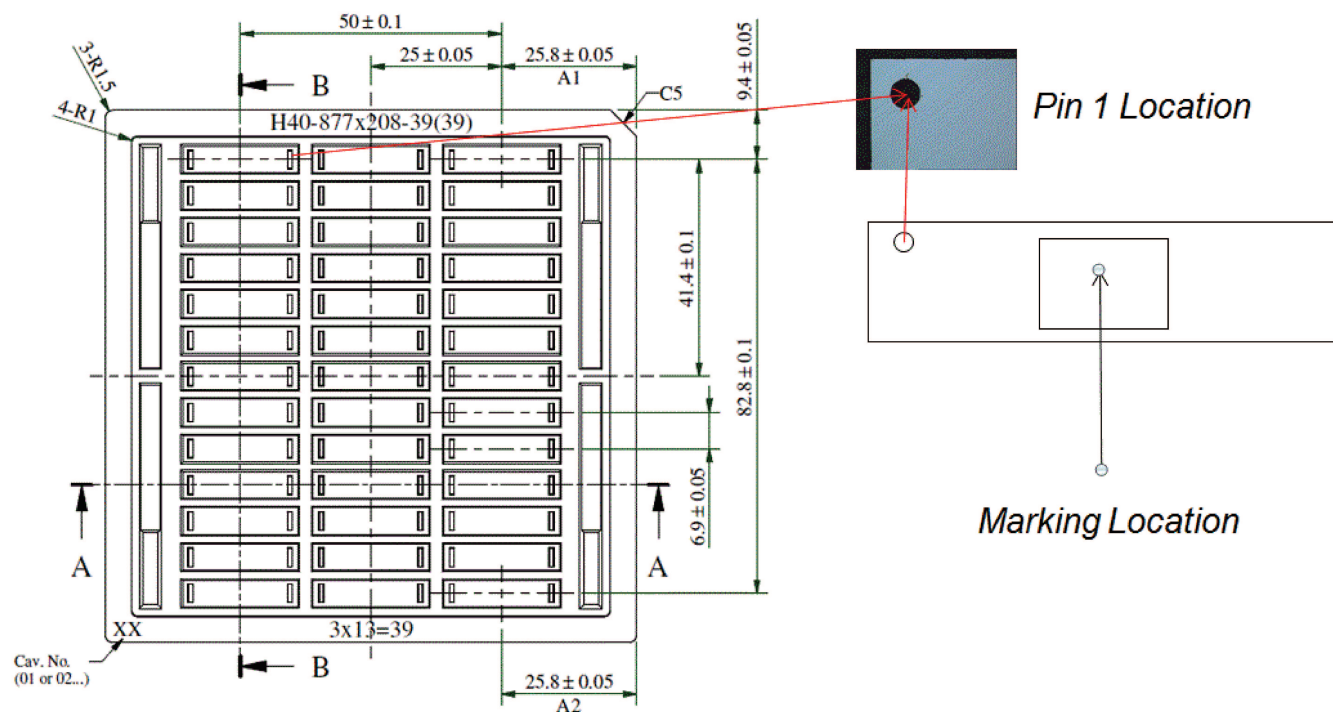 50 ± 0.1
25 ± 0.05
25.8 ± 0.05
A1
9.4 ± 0.05
3-R1.5
B
C5
4-R1
H40-877x208-39(39)
Pin 1 Location
41.4 ± 0.1
82.8 ± 0.1
6.9 ± 0.05
Marking Location
A
A
XX
3x13=39
Cav. No.
(01 or 02...)
B
25.8 ± 0.05
A2